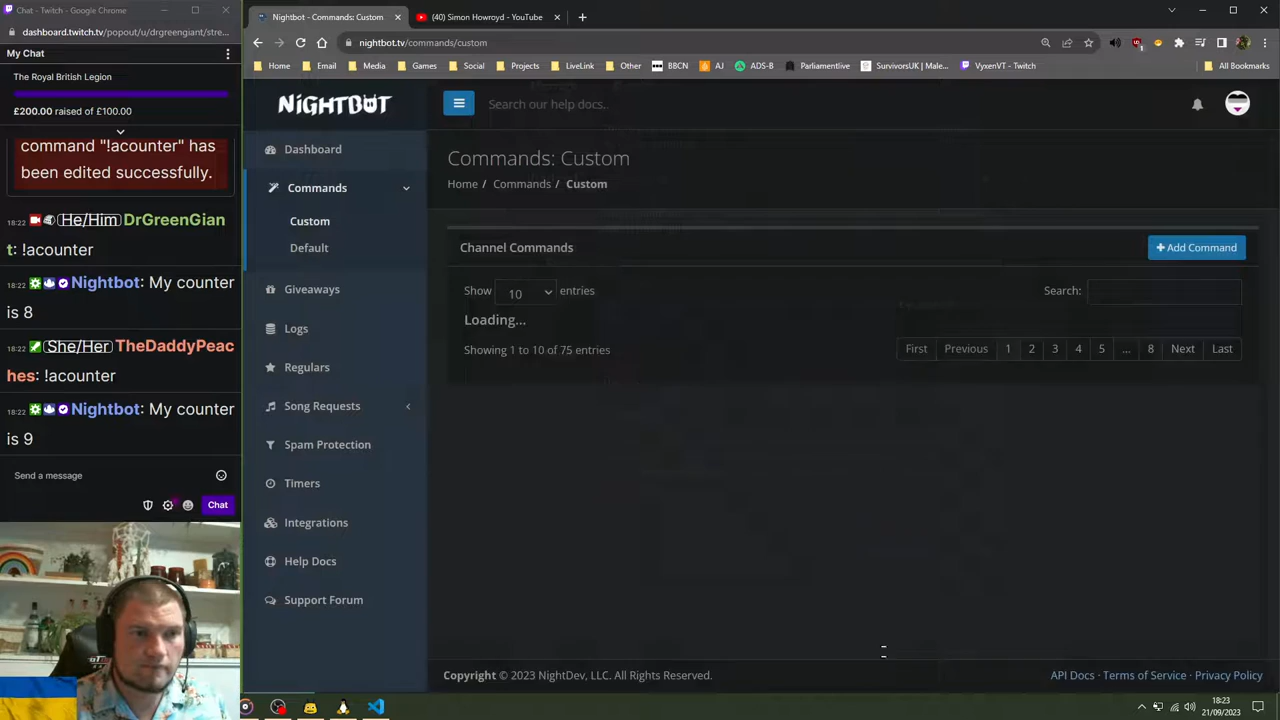 Chat - Twitch - Google Chrome
dashboard.twitch.tv/popout/u/drgreengiant/stre...
My Chat
The Royal British Legion
£200.00 raised of £100.00
command "!acounter" has
been edited successfully.
18:22 He/Him DrGreenGian
t: !acounter
18:22 Nightbot: My counter
is 8
18:22 She/Her TheDaddyPeac
hes: !acounter
18:22 Nightbot: My counter
is 9
Send a message
Chat
Nightbot - Commands: Custom
(40) Simon Howroyd - YouTube
nightbot.tv/commands/custom
Home Email Media Games Social Projects LiveLink Other BBCN AJ ADS-B Parliamentlive SurvivorsUK | Male... VyxenVT - Twitch All Bookmarks
NIGHTBOT
Search our help docs..
Dashboard
Commands
Custom
Default
Giveaways
Logs
Regulars
Song Requests
Spam Protection
Timers
Integrations
Help Docs
Support Forum
Commands: Custom
Home / Commands / Custom
Channel Commands
Add Command
Show 10 entries
Search:
Loading...
Showing 1 to 10 of 75 entries
First Previous 1 2 3 4 5 ... 8 Next Last
Copyright © 2023 NightDev, LLC. All Rights Reserved.
API Docs · Terms of Service · Privacy Policy
18:23
21/09/2023